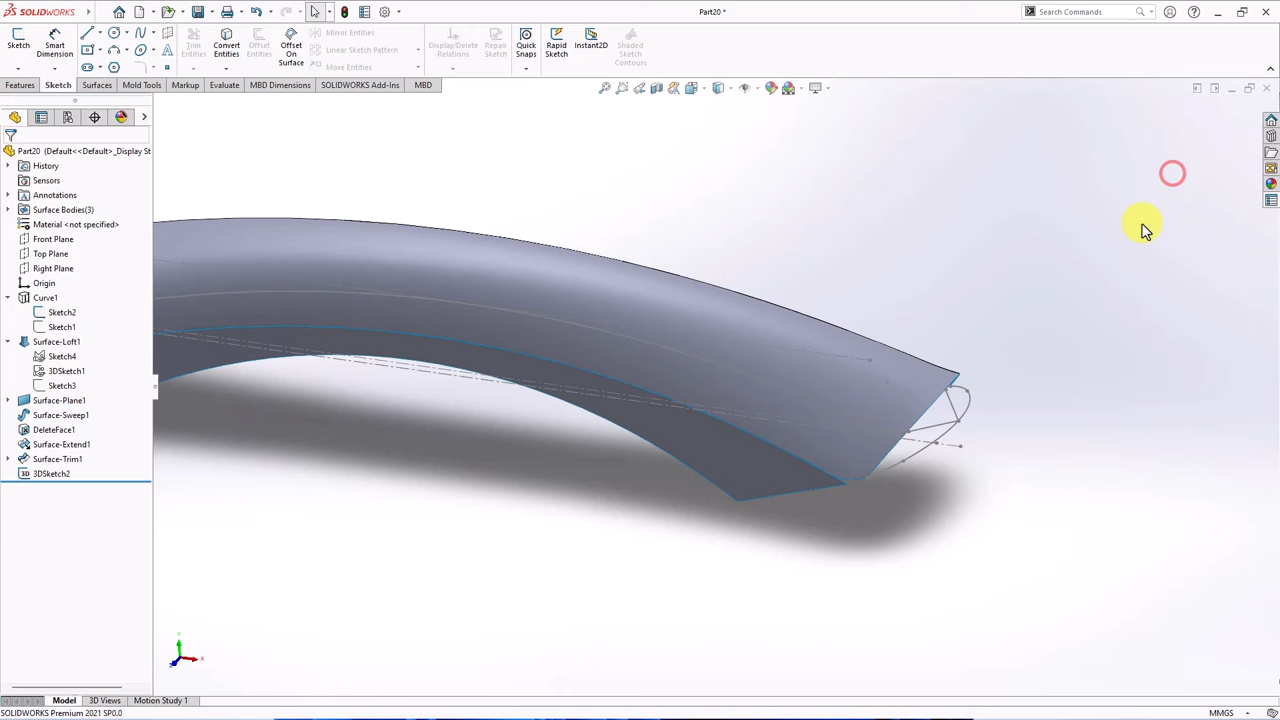 SOLIDWORKS
Part20 *
Search Commands
Sketch
Smart Dimension
Trim Entities
Convert Entities
Offset Entities
Offset On Surface
Mirror Entities
Linear Sketch Pattern
Move Entities
Display/Delete Relations
Repair Sketch
Quick Snaps
Rapid Sketch
Instant2D
Shaded Sketch Contours
Features
Sketch
Surfaces
Mold Tools
Markup
Evaluate
MBD Dimensions
SOLIDWORKS Add-Ins
MBD
Part20 (Default<<Default>_Display St
History
Sensors
Annotations
Surface Bodies(3)
Material <not specified>
Front Plane
Top Plane
Right Plane
Origin
Curve1
Sketch2
Sketch1
Surface-Loft1
Sketch4
3DSketch1
Sketch3
Surface-Plane1
Surface-Sweep1
DeleteFace1
Surface-Extend1
Surface-Trim1
3D 3DSketch2
Y
X
Z
Model
3D Views
Motion Study 1
SOLIDWORKS Premium 2021 SP0.0
MMGS